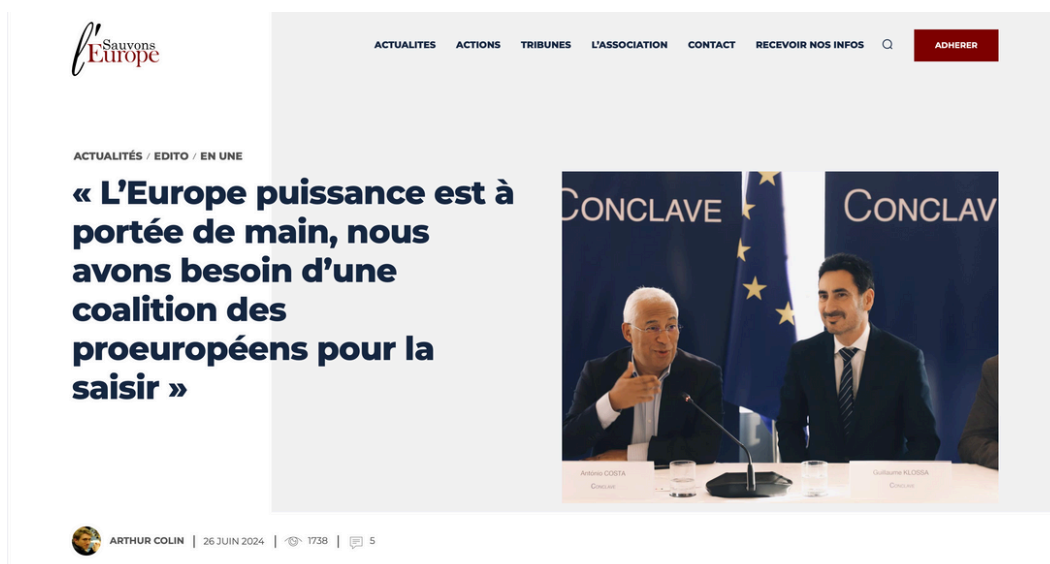 l'
Sauvons
Europe
ACTUALITES ACTIONS TRIBUNES L'ASSOCIATION CONTACT RECEVOIR NOS INFOS ADHERER
ACTUALITÉS / EDITO / EN UNE
« L'Europe puissance est à
portée de main, nous
avons besoin d'une
coalition des
proeuropéens pour la
saisir »
CONCLAVE CONCLAV
António COSTA
CONCLAVE
Guillaume KLOSSA
CONCLAVE
ARTHUR COLIN | 26 JUIN 2024 | 1738 | 5